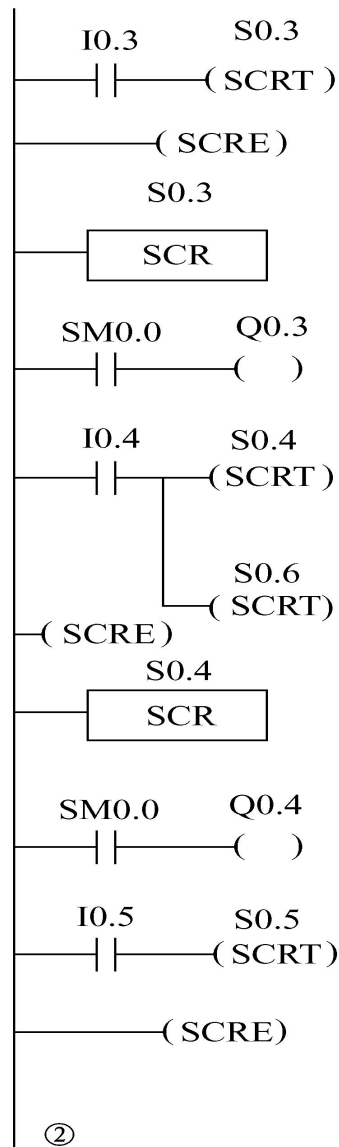 I0.3 S0.3
( SCRT )
( SCRE )
S0.3
SCR
SM0.0 Q0.3
( )
I0.4 S0.4
( SCRT )
S0.6
( SCRT)
( SCRE )
S0.4
SCR
SM0.0 Q0.4
( )
I0.5 S0.5
( SCRT )
( SCRE)
②